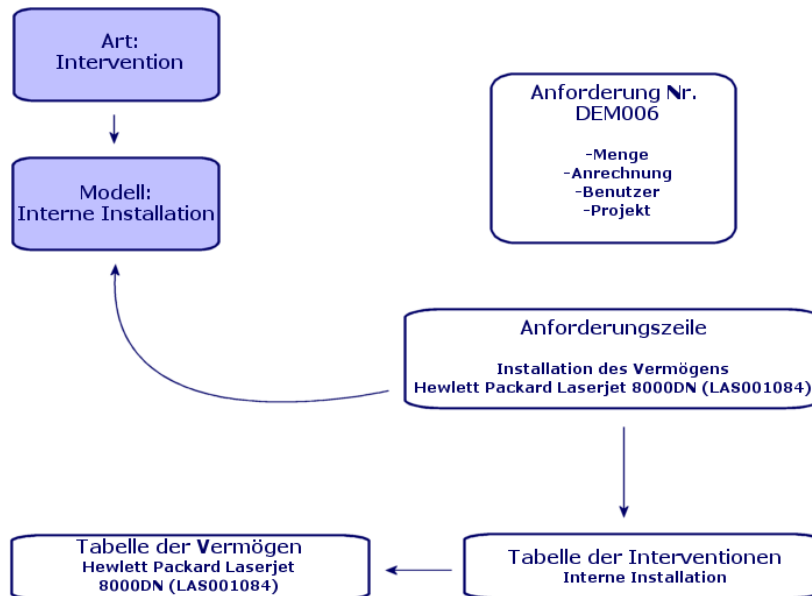 Art:
Intervention
Modell:
Interne Installation
Anforderung Nr.
DEM006
-Menge
-Anrechnung
-Benutzer
-Projekt
Anforderungszeile
Installation des Vermögens
Hewlett Packard Laserjet 8000DN (LAS001084)
Tabelle der Vermögen
Hewlett Packard Laserjet
8000DN (LAS001084)
Tabelle der Interventionen
Interne Installation